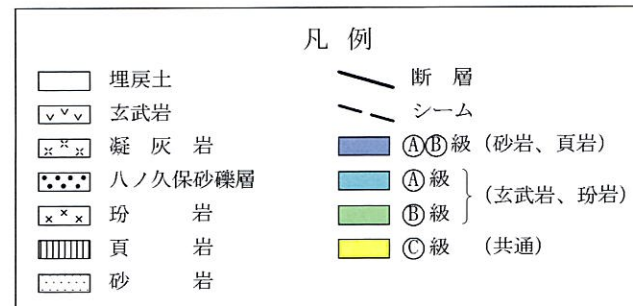 凡例
埋戻土
玄武岩
凝灰岩
八ノ久保砂礫層
玢岩
頁岩
砂岩
断層
シーム
ⒶⒷ級 (砂岩、頁岩)
Ⓐ級
Ⓑ級
(玄武岩、玢岩)
Ⓒ級 (共通)